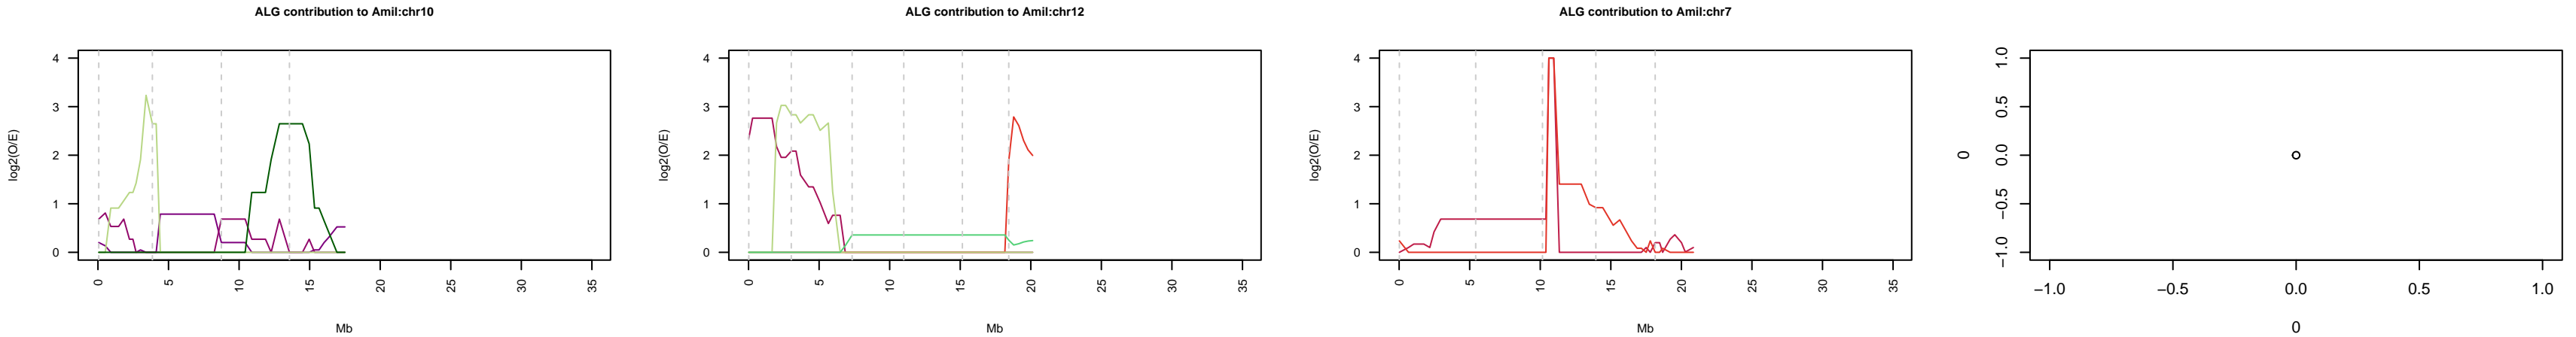 ALG contribution to Amil:chr10
log2(O/E)
4
3
2
1
0
0 5 10 15 20 25 30 35
Mb
ALG contribution to Amil:chr12
log2(O/E)
4
3
2
1
0
0 5 10 15 20 25 30 35
Mb
ALG contribution to Amil:chr7
log2(O/E)
4
3
2
1
0
0 5 10 15 20 25 30 35
Mb
0
1.0
0.5
0.0
−0.5
−1.0
−1.0 −0.5 0.0 0.5 1.0
0